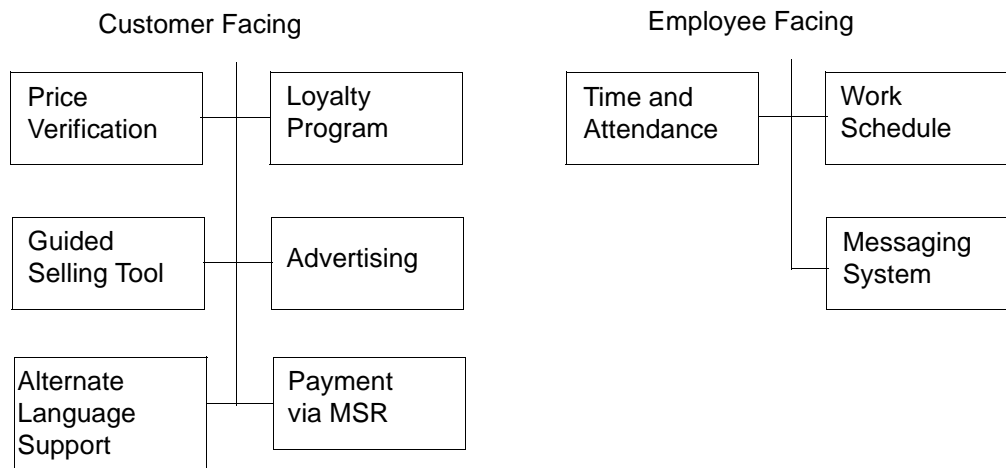 Customer Facing
Price
Verification
Loyalty
Program
Guided
Selling Tool
Advertising
Alternate
Language
Support
Payment
via MSR
Employee Facing
Time and
Attendance
Work
Schedule
Messaging
System